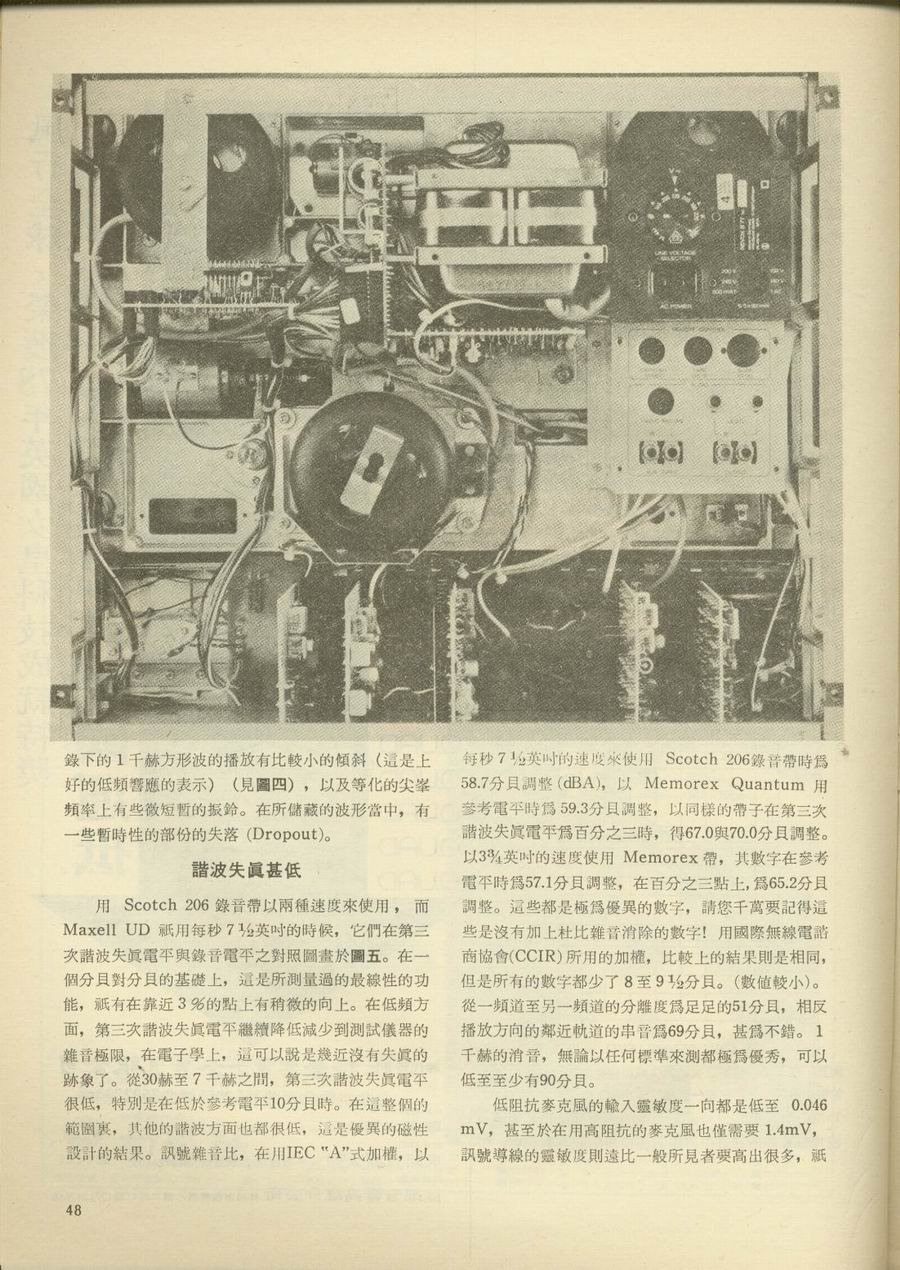 LINE VOLTAGE
SELECTOR
AC POWER
REMOTE CONTROL
錄下的1千赫方形波的播放有比較小的傾斜(這是上
好的低頻響應的表示)(見圖四),以及等化的尖峯
頻率上有些微短暫的振鈴。在所儲藏的波形當中,有
一些暫時性的部份的失落 (Dropout)。
諧波失眞甚低
用 Scotch 206 錄音帶以兩種速度來使用,而
Maxell UD 祇用每秒7½英吋的時候,它們在第三
次諧波失眞電平與錄音電平之對照圖畫於圖五。在一
個分貝對分貝的基礎上,這是所測量過的最線性的功
能,祇有在靠近3%的點上有稍微的向上。在低頻方
面,第三次諧波失眞電平繼續降低減少到測試儀器的
雜音極限,在電子學上,這可以說是幾近沒有失眞的
跡象了。從30赫至7千赫之間,第三次諧波失眞電平
很低,特別是在低於參考電平10分貝時。在這整個的
範圍裏,其他的諧波方面也都很低,這是優異的磁性
設計的結果。訊號雜音比,在用IEC "A"式加權,以
每秒7½英吋的速度來使用 Scotch 206錄音帶時爲
58.7分貝調整 (dBA),以 Memorex Quantum 用
參考電平時爲 59.3分貝調整,以同樣的帶子在第三次
諧波失眞電平爲百分之三時,得67.0與70.0分貝調整。
以3¾英吋的速度使用 Memorex 帶,其數字在參考
電平時爲57.1分貝調整,在百分之三點上,爲65.2分貝
調整。這些都是極爲優異的數字,請您千萬要記得這
些是沒有加上杜比雜音消除的數字!用國際無線電諮
商協會(CCIR) 所用的加權,比較上的結果則是相同,
但是所有的數字都少了8至9½分貝。(數値較小)。
從一頻道至另一頻道的分離度爲足足的51分貝,相反
播放方向的鄰近軌道的串音爲69分貝,甚爲不錯。1
千赫的消音,無論以任何標準來測都極爲優秀,可以
低至至少有90分貝。
低阻抗麥克風的輸入靈敏度一向都是低至 0.046
mV,甚至於在用高阻抗的麥克風也僅需要 1.4mV,
訊號導線的靈敏度則遠比一般所見者要高出很多,祇
48